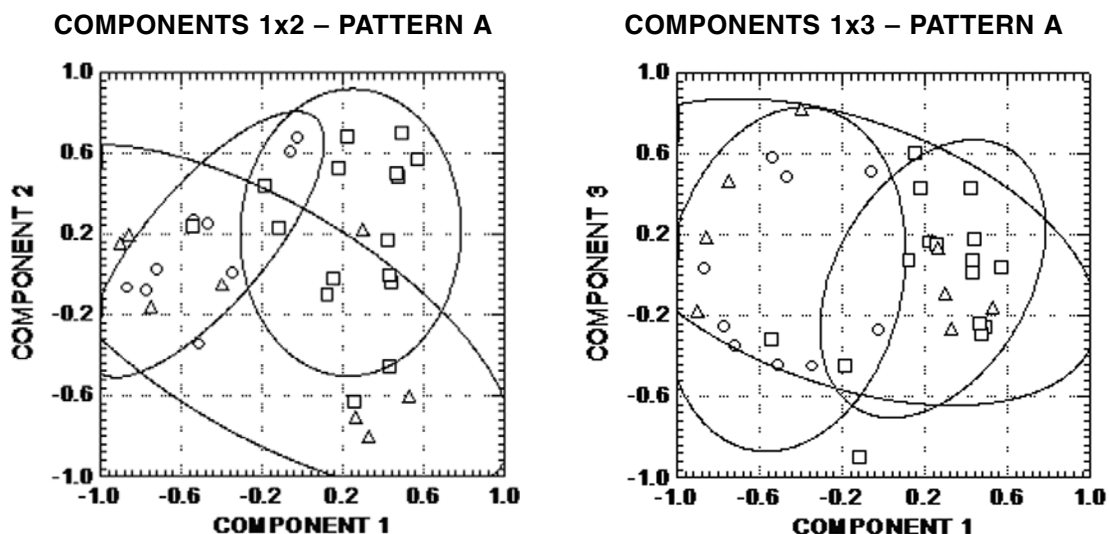 COMPONENTS 1x2 – PATTERN A
1.0
0.6
0.2
-0.2
-0.6
-1.0
COMPONENT 2
-1.0 -0.6 -0.2 0.2 0.6 1.0
COMPONENT 1
COMPONENTS 1x3 – PATTERN A
1.0
0.6
0.2
-0.2
-0.6
-1.0
COMPONENT 3
-1.0 -0.6 -0.2 0.2 0.6 1.0
COMPONENT 1